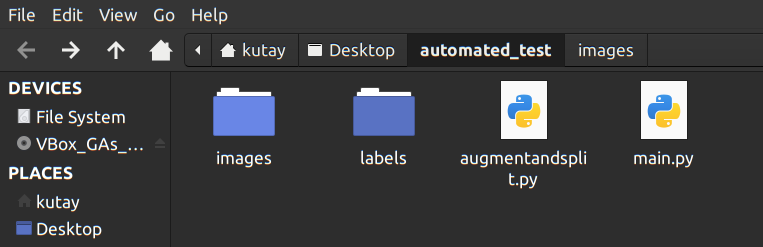 File Edit View Go Help
kutay Desktop automated_test images
DEVICES
File System
VBox_GAs_...
PLACES
kutay
Desktop
images labels augmentandspli main.py
t.py